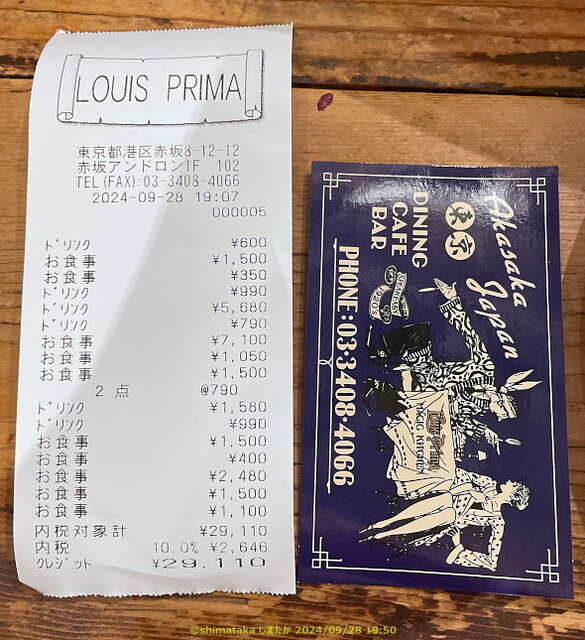 LOUIS PRIMA
東京都港区赤坂8-12-12
赤坂アンドロン1F 102
TEL(FAX):03-3408-4066
2024-09-28 19:07
000005
ドリンク ¥600
お食事 ¥1,500
お食事 ¥350
ドリンク ¥990
ドリンク ¥5,680
ドリンク ¥790
お食事 ¥7,100
お食事 ¥1,050
お食事 ¥1,500
2 点 @790
ドリンク ¥1,580
ドリンク ¥990
お食事 ¥1,500
お食事 ¥400
お食事 ¥2,480
お食事 ¥1,500
お食事 ¥1,100
内税対象計 ¥29,110
内税 10.0% ¥2,646
クレジット ¥29,110
Akasaka Japan
東京
DINING
CAFE
BAR
PHONE:03·3408-4066
MAGIC KITCHEN
©shimataka しまたか 2024/09/28 19:50